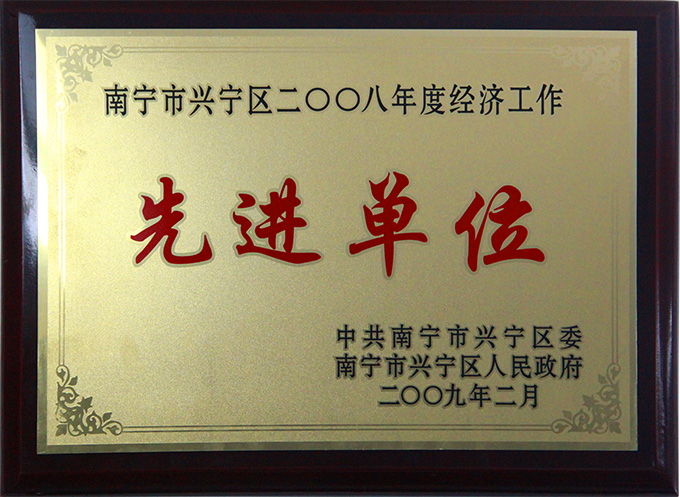 南宁市兴宁区二〇〇八年度经济工作
先进单位
中共南宁市兴宁区委
南宁市兴宁区人民政府
二〇〇九年二月